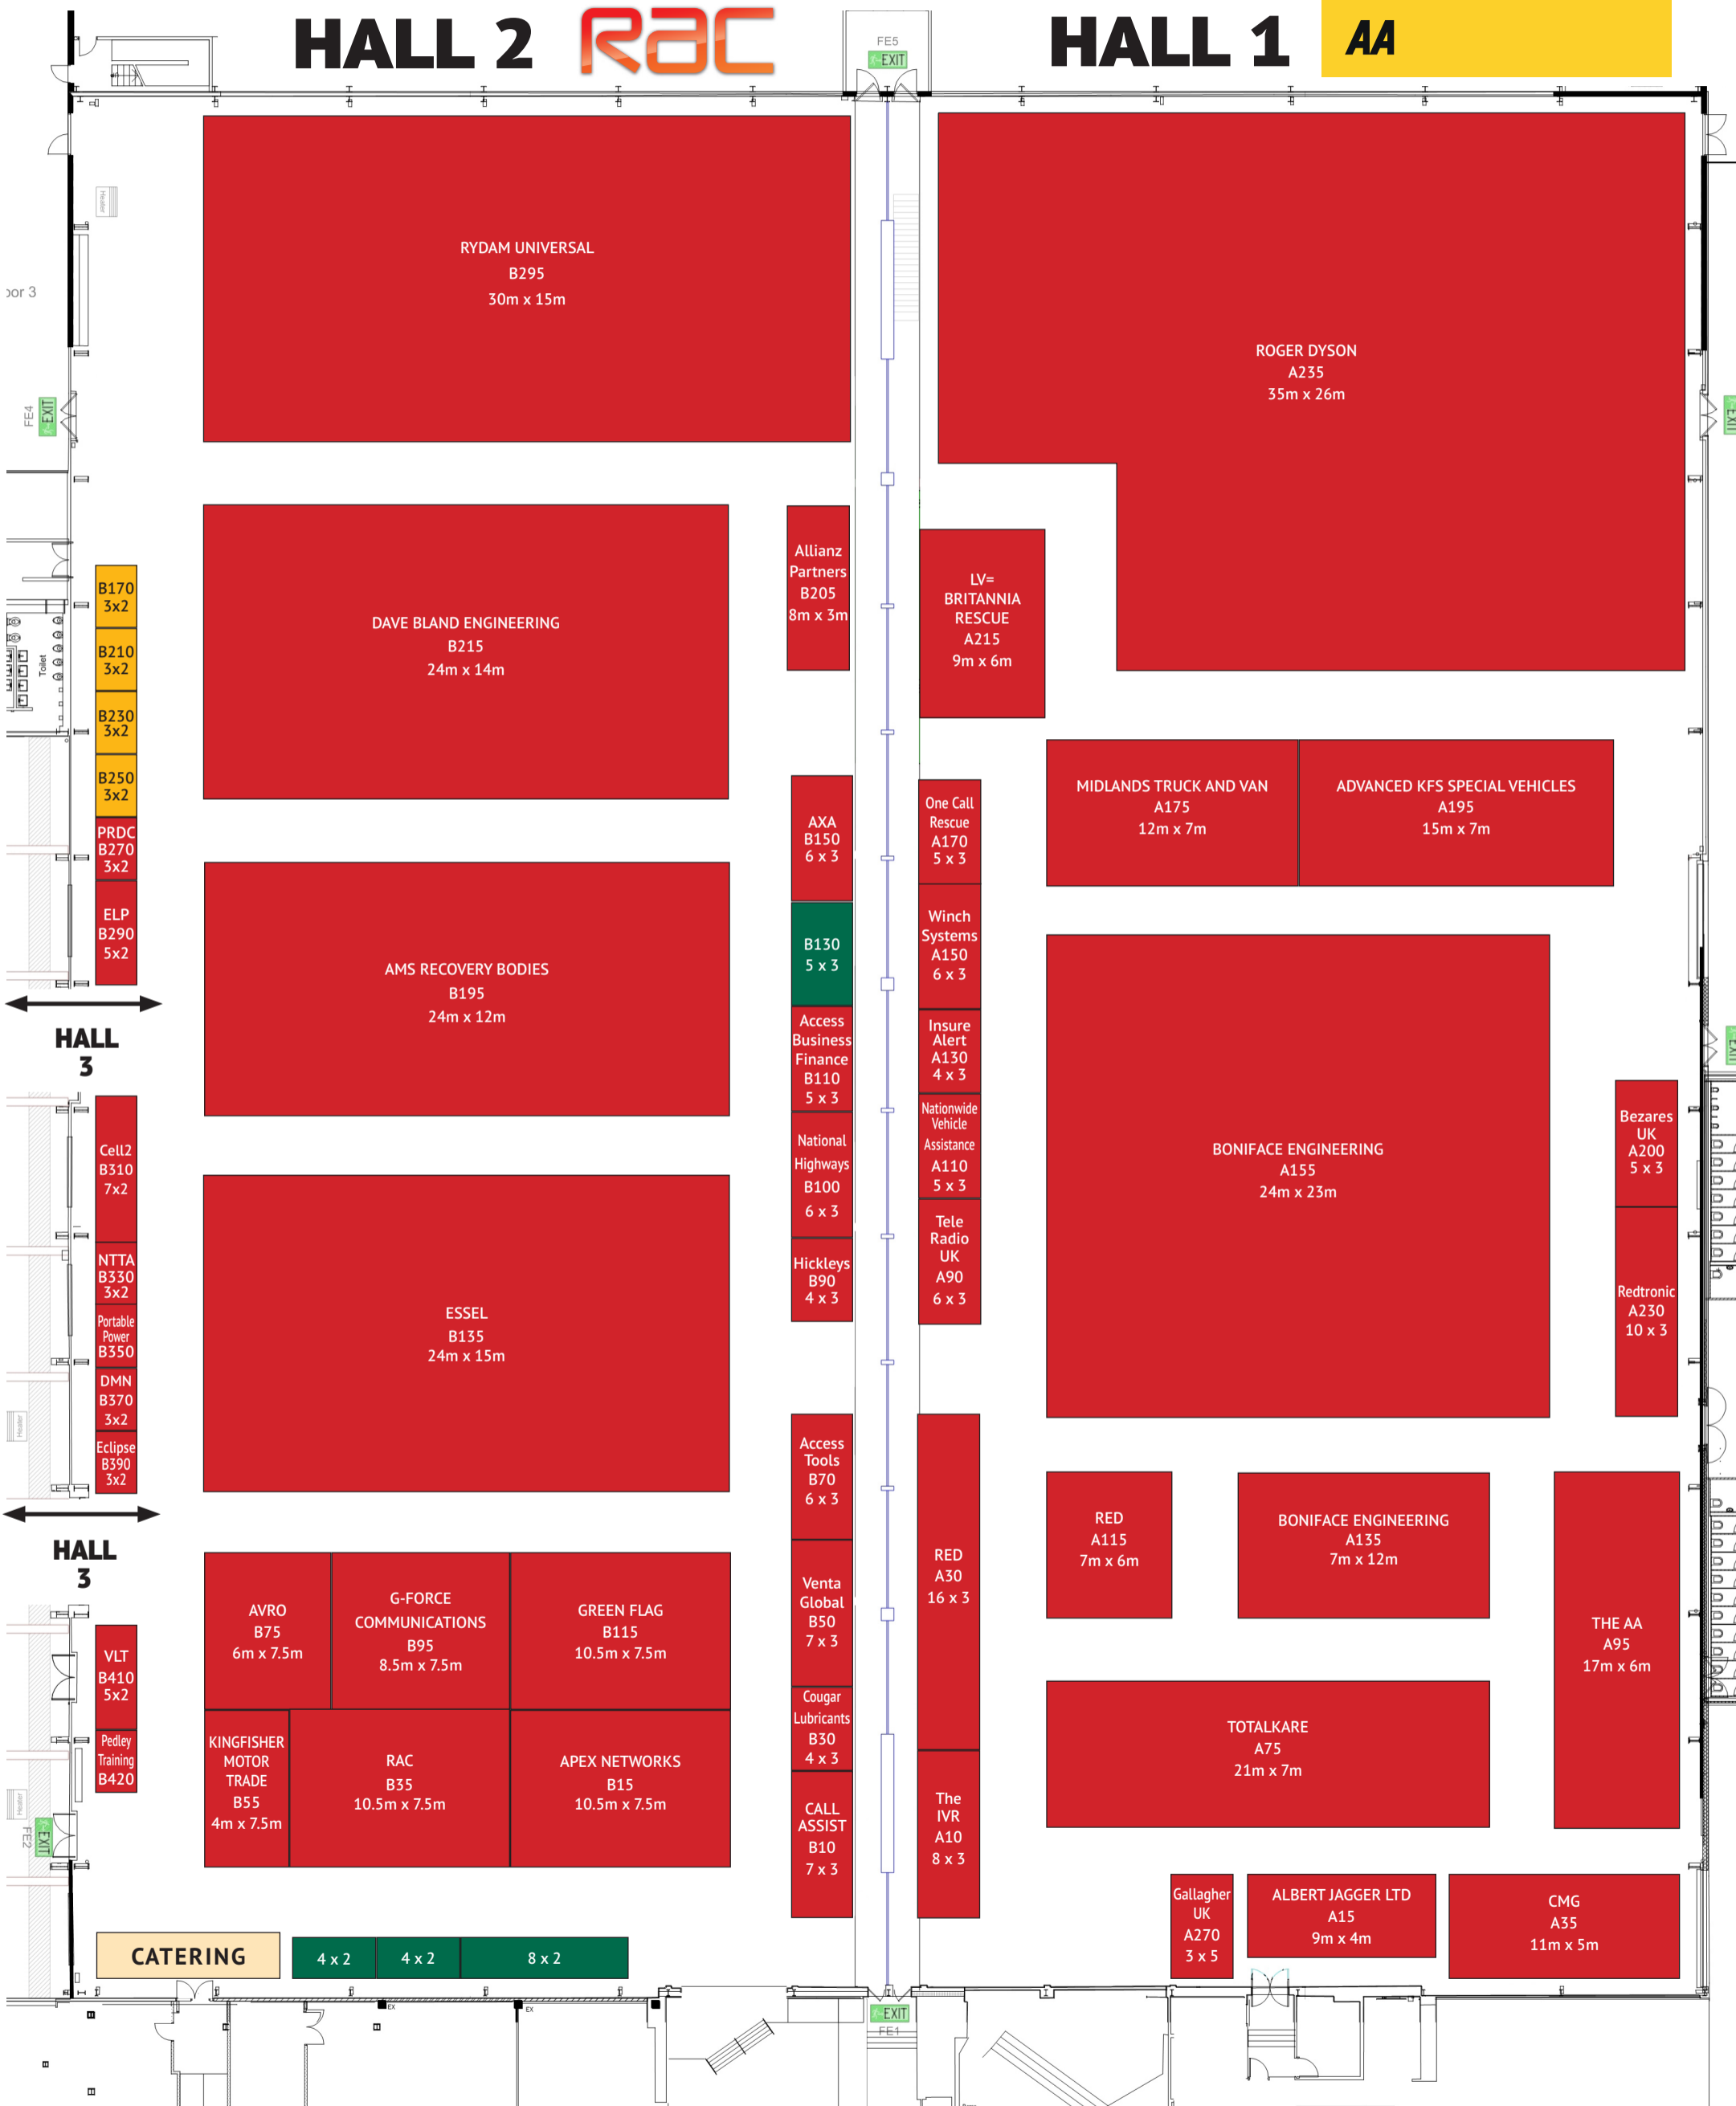 HALL 2
RAC
HALL 1
AA
FE5
EXIT
Heater
oor 3
FE4
EXIT
RYDAM UNIVERSAL
B295
30m x 15m
ROGER DYSON
A235
35m x 26m
EXIT
DAVE BLAND ENGINEERING
B215
24m x 14m
Allianz
Partners
B205
8m x 3m
LV=
BRITANNIA
RESCUE
A215
9m x 6m
Toilet
B170
3x2
B210
3x2
B230
3x2
B250
3x2
PRDC
B270
3x2
ELP
B290
5x2
HALL
3
AMS RECOVERY BODIES
B195
24m x 12m
AXA
B150
6 x 3
B130
5 x 3
Access
Business
Finance
B110
5 x 3
National
Highways
B100
6 x 3
Hickleys
B90
4 x 3
One Call
Rescue
A170
5 x 3
Winch
Systems
A150
6 x 3
Insure
Alert
A130
4 x 3
Nationwide
Vehicle
Assistance
A110
5 x 3
Tele
Radio
UK
A90
6 x 3
MIDLANDS TRUCK AND VAN
A175
12m x 7m
ADVANCED KFS SPECIAL VEHICLES
A195
15m x 7m
BONIFACE ENGINEERING
A155
24m x 23m
EXIT
Bezares
UK
A200
5 x 3
Redtronic
A230
10 x 3
Cell2
B310
7x2
NTTA
B330
3x2
Portable
Power
B350
DMN
B370
3x2
Eclipse
B390
3x2
Heater
HALL
3
ESSEL
B135
24m x 15m
Access
Tools
B70
6 x 3
Venta
Global
B50
7 x 3
Cougar
Lubricants
B30
4 x 3
CALL
ASSIST
B10
7 x 3
RED
A30
16 x 3
The
IVR
A10
8 x 3
RED
A115
7m x 6m
BONIFACE ENGINEERING
A135
7m x 12m
THE AA
A95
17m x 6m
TOTALKARE
A75
21m x 7m
VLT
B410
5x2
Pedley
Training
B420
Heater
FE2
EXIT
AVRO
B75
6m x 7.5m
G-FORCE
COMMUNICATIONS
B95
8.5m x 7.5m
GREEN FLAG
B115
10.5m x 7.5m
KINGFISHER
MOTOR
TRADE
B55
4m x 7.5m
RAC
B35
10.5m x 7.5m
APEX NETWORKS
B15
10.5m x 7.5m
Gallagher
UK
A270
3 x 5
ALBERT JAGGER LTD
A15
9m x 4m
CMG
A35
11m x 5m
CATERING
4 x 2
4 x 2
8 x 2
EX
EX
EXIT
FE1